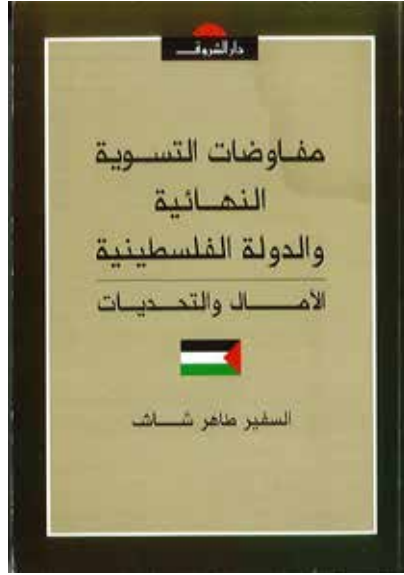 دار الشروق
مفاوضات التسوية
النهائية
والدولة الفلسطينية
الآمال والتحديات
السفير طاهر شاش